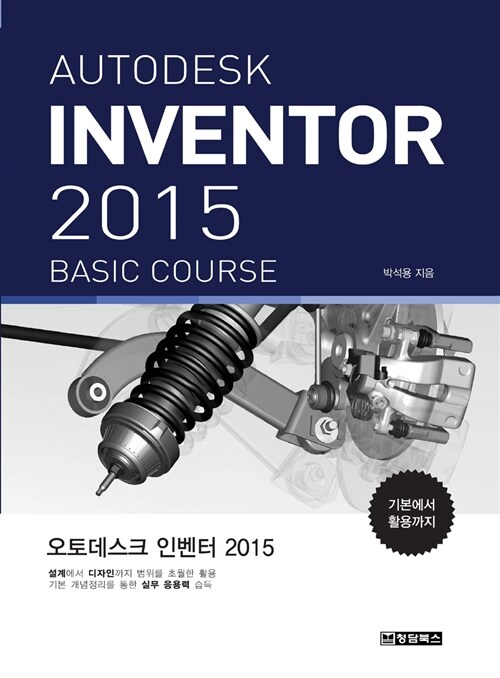 AUTODESK
INVENTOR
2015
BASIC COURSE
박석용 지음
기본에서
활용까지
오토데스크 인벤터 2015
설계에서 디자인까지 범위를 초월한 활용
기본 개념정리를 통한 실무 응용력 습득
청담북스